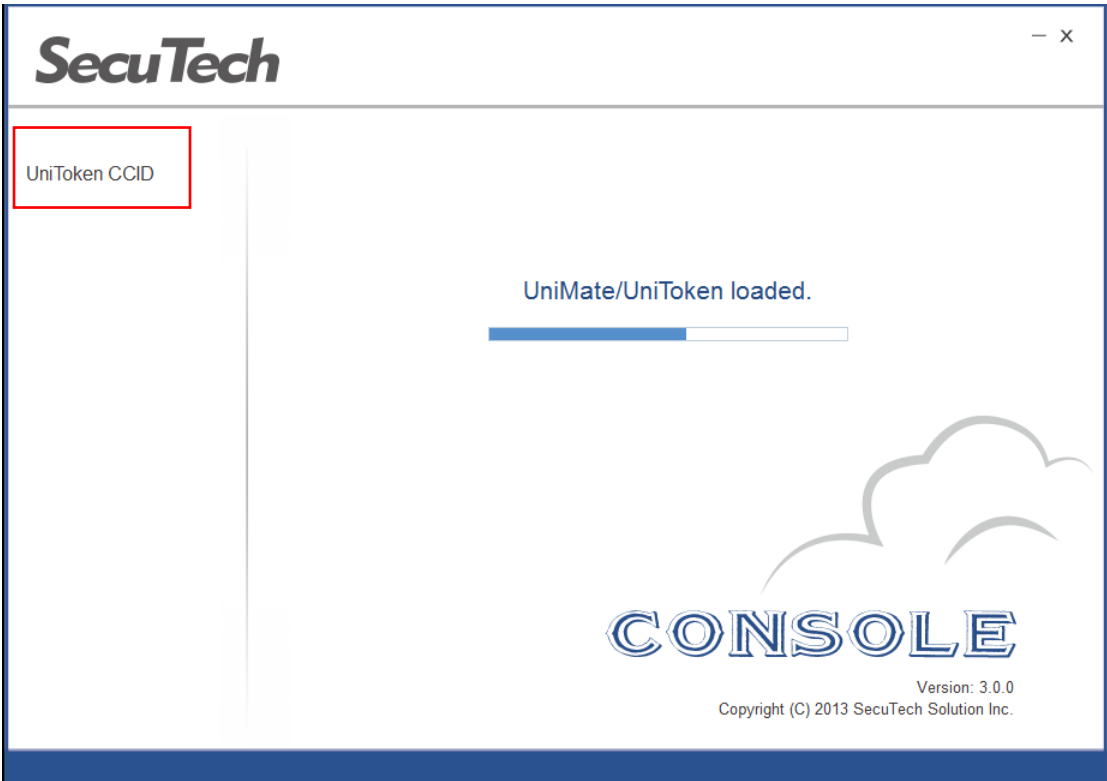 SecuTech
UniToken CCID
UniMate/UniToken loaded.
CONSOLE
Version: 3.0.0
Copyright (C) 2013 SecuTech Solution Inc.